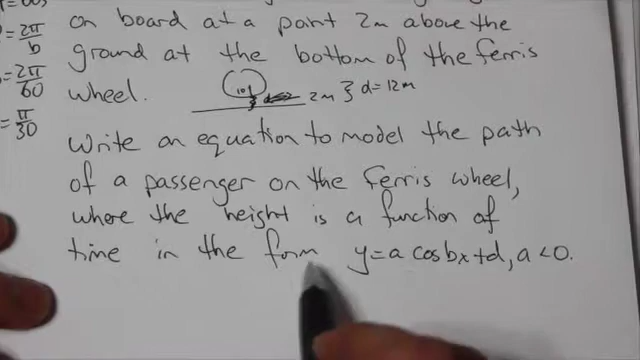 on board at a point 2m above the
= 2π/b
ground at the bottom of the ferris
= 2π/60
wheel. 10 2m } d=12m
= π/30
Write an equation to model the path
of a passenger on the ferris wheel,
where the height is a function of
time in the form y=a cosbx+d, a<0.